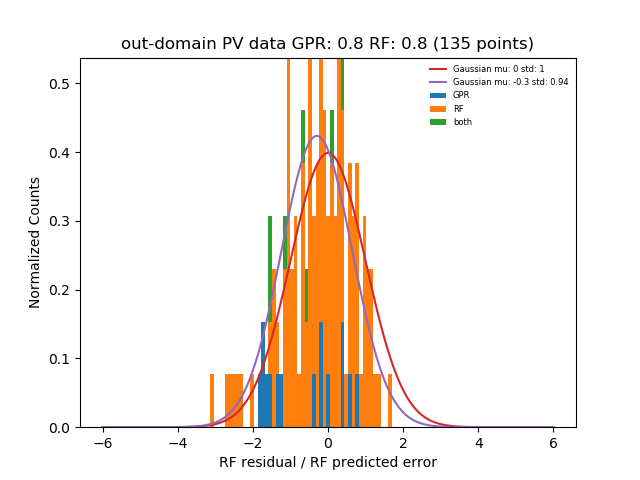 out-domain PV data GPR: 0.8 RF: 0.8 (135 points)
Gaussian mu: 0 std: 1
Gaussian mu: -0.3 std: 0.94
GPR
RF
both
Normalized Counts
0.5
0.4
0.3
0.2
0.1
0.0
−6 −4 −2 0 2 4 6
RF residual / RF predicted error